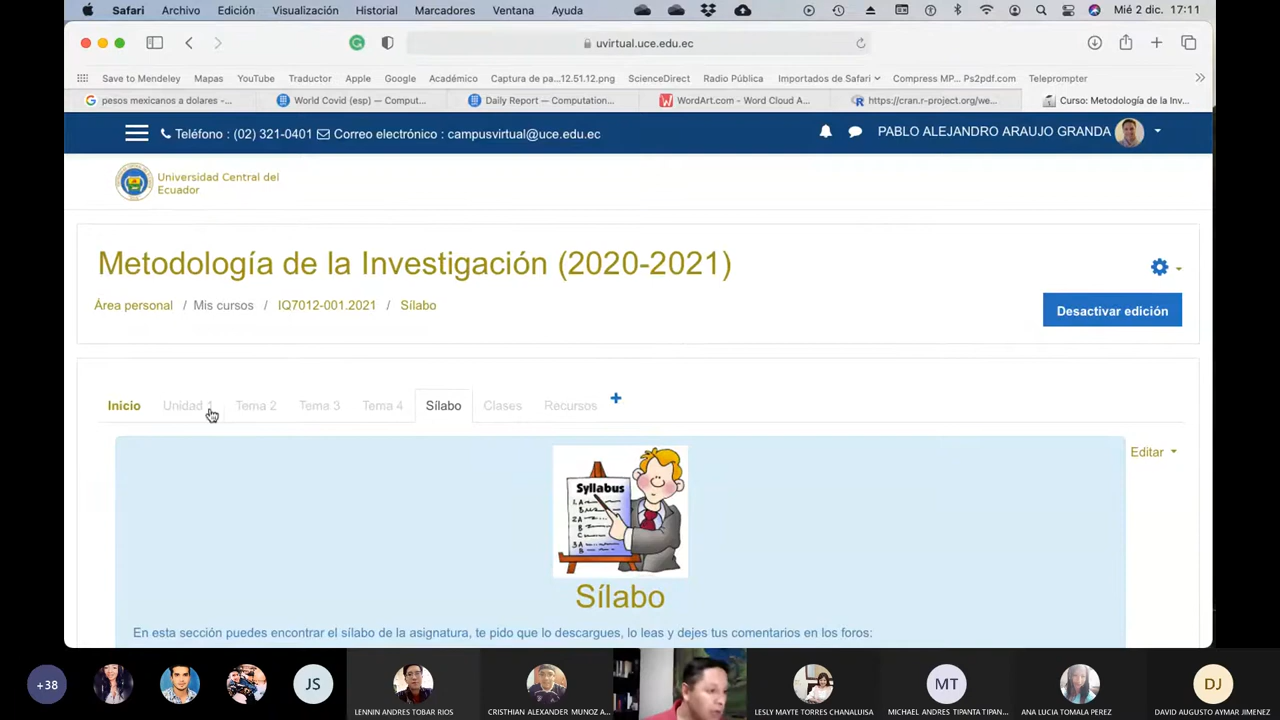 Safari Archivo Edición Visualización Historial Marcadores Ventana Ayuda Mié 2 dic. 17:11
uvirtual.uce.edu.ec
Save to Mendeley Mapas YouTube Traductor Apple Google Académico Captura de pa...12.51.12.png ScienceDirect Radio Pública Importados de Safari Compress MP... Ps2pdf.com Teleprompter
pesos mexicanos a dolares -... World Covid (esp) — Comput... Daily Report — Computation... WordArt.com - Word Cloud A... https://cran.r-project.org/we... Curso: Metodología de la Inv...
Teléfono : (02) 321-0401 Correo electrónico : campusvirtual@uce.edu.ec PABLO ALEJANDRO ARAUJO GRANDA
Universidad Central del
Ecuador
Metodología de la Investigación (2020-2021)
Área personal / Mis cursos / IQ7012-001.2021 / Sílabo
Desactivar edición
Inicio Unidad 1 Tema 2 Tema 3 Tema 4 Sílabo Clases Recursos +
Editar
Syllabus
Sílabo
En esta sección puedes encontrar el sílabo de la asignatura, te pido que lo descargues, lo leas y dejes tus comentarios en los foros:
+38 JS MT DJ
LENNIN ANDRES TOBAR RIOS CRISTHIAN ALEXANDER MUNOZ A... LESLY MAYTE TORRES CHANALUISA MICHAEL ANDRES TIPANTA TIPAN... ANA LUCIA TOMALA PEREZ DAVID AUGUSTO AYMAR JIMENEZ